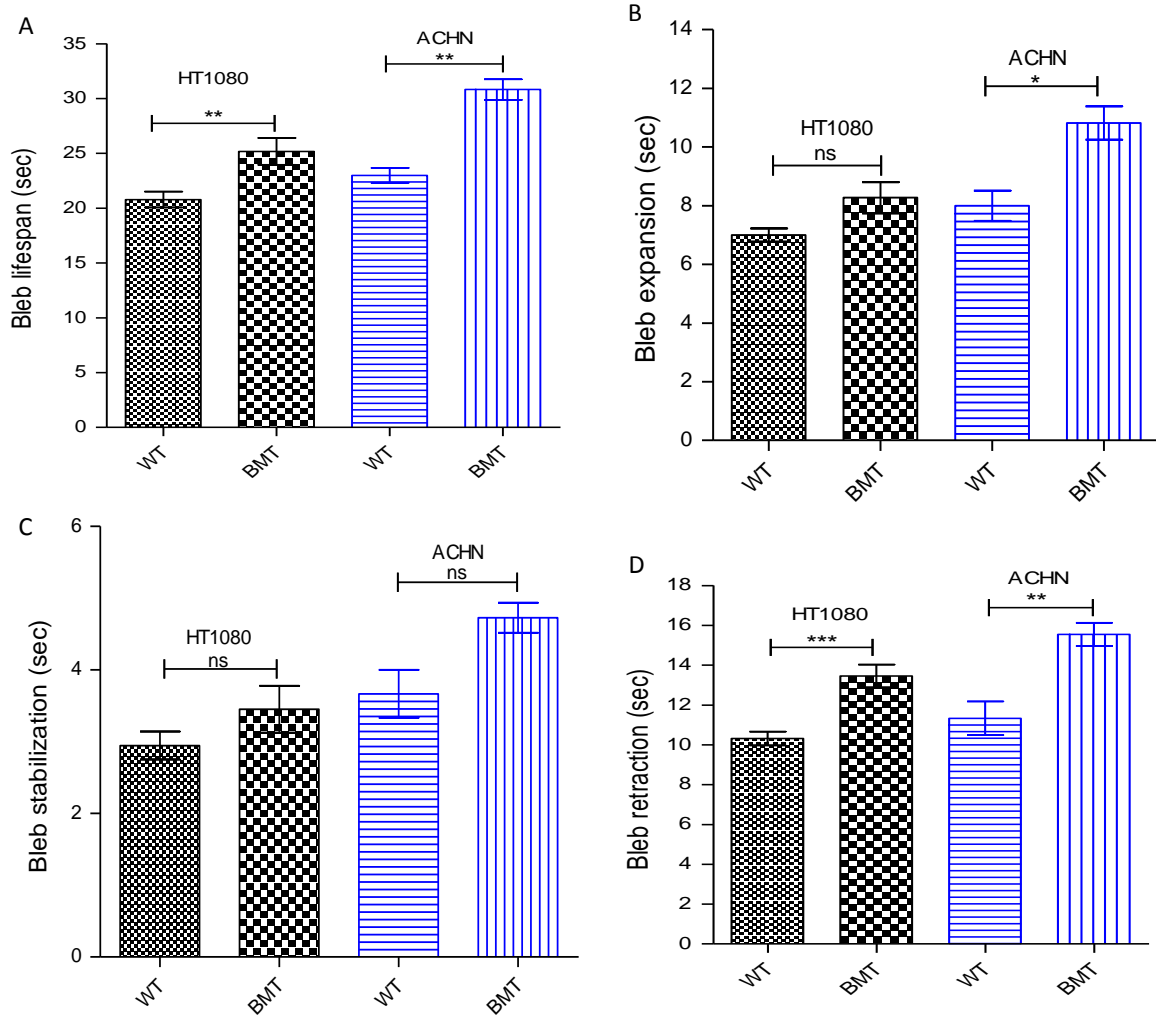 A
Bleb lifespan (sec)
35
30
25
20
15
10
5
0
HT1080
**
ACHN
**
WT
BMT
WT
BMT
B
Bleb expansion (sec)
14
12
10
8
6
4
2
0
HT1080
ns
ACHN
*
WT
BMT
WT
BMT
C
Bleb stabilization (sec)
6
4
2
0
HT1080
ns
ACHN
ns
WT
BMT
WT
BMT
D
Bleb retraction (sec)
18
16
14
12
10
8
6
4
2
0
HT1080
***
ACHN
**
WT
BMT
WT
BMT